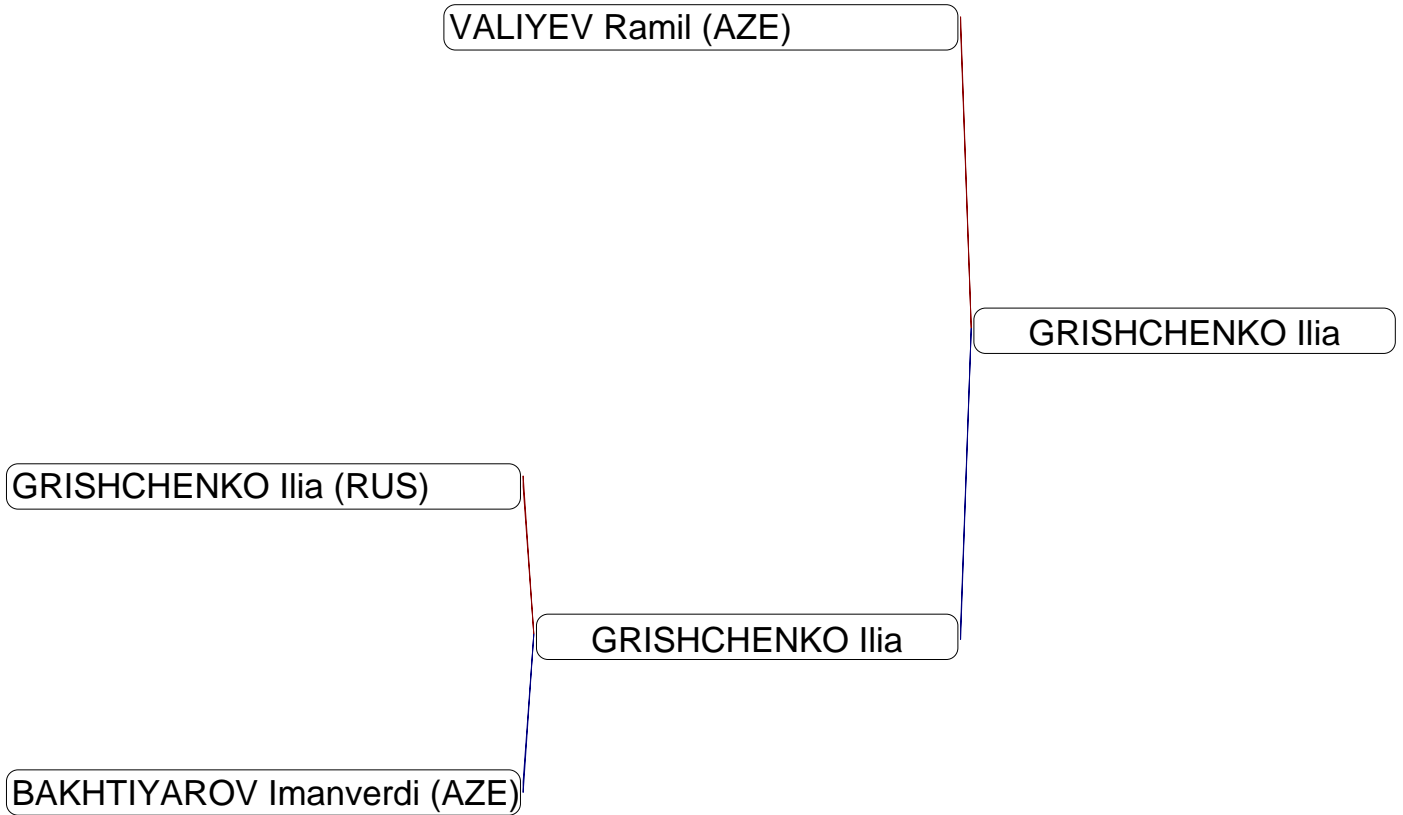 VALIYEV Ramil (AZE)
GRISHCHENKO Ilia
GRISHCHENKO Ilia (RUS)
GRISHCHENKO Ilia
BAKHTIYAROV Imanverdi (AZE)